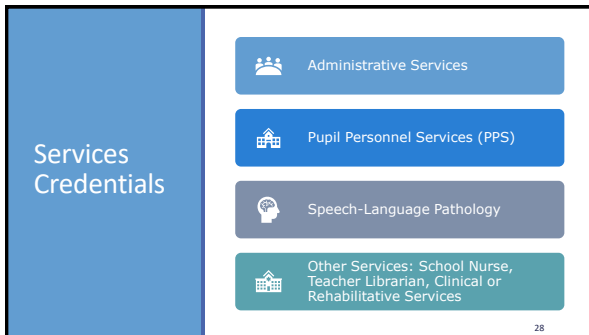 Services
Credentials
Administrative Services
Pupil Personnel Services (PPS)
Speech-Language Pathology
Other Services: School Nurse,
Teacher Librarian, Clinical or
Rehabilitative Services
28